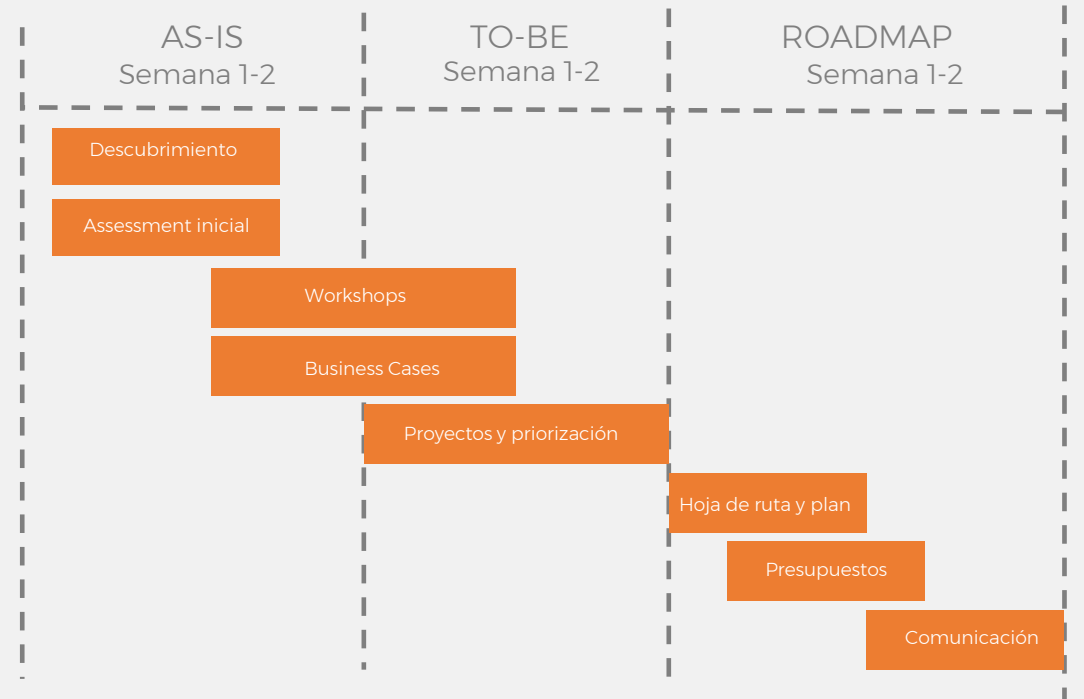 AS-IS
Semana 1-2
TO-BE
Semana 1-2
ROADMAP
Semana 1-2
Descubrimiento
Assessment inicial
Workshops
Business Cases
Proyectos y priorización
Hoja de ruta y plan
Presupuestos
Comunicación